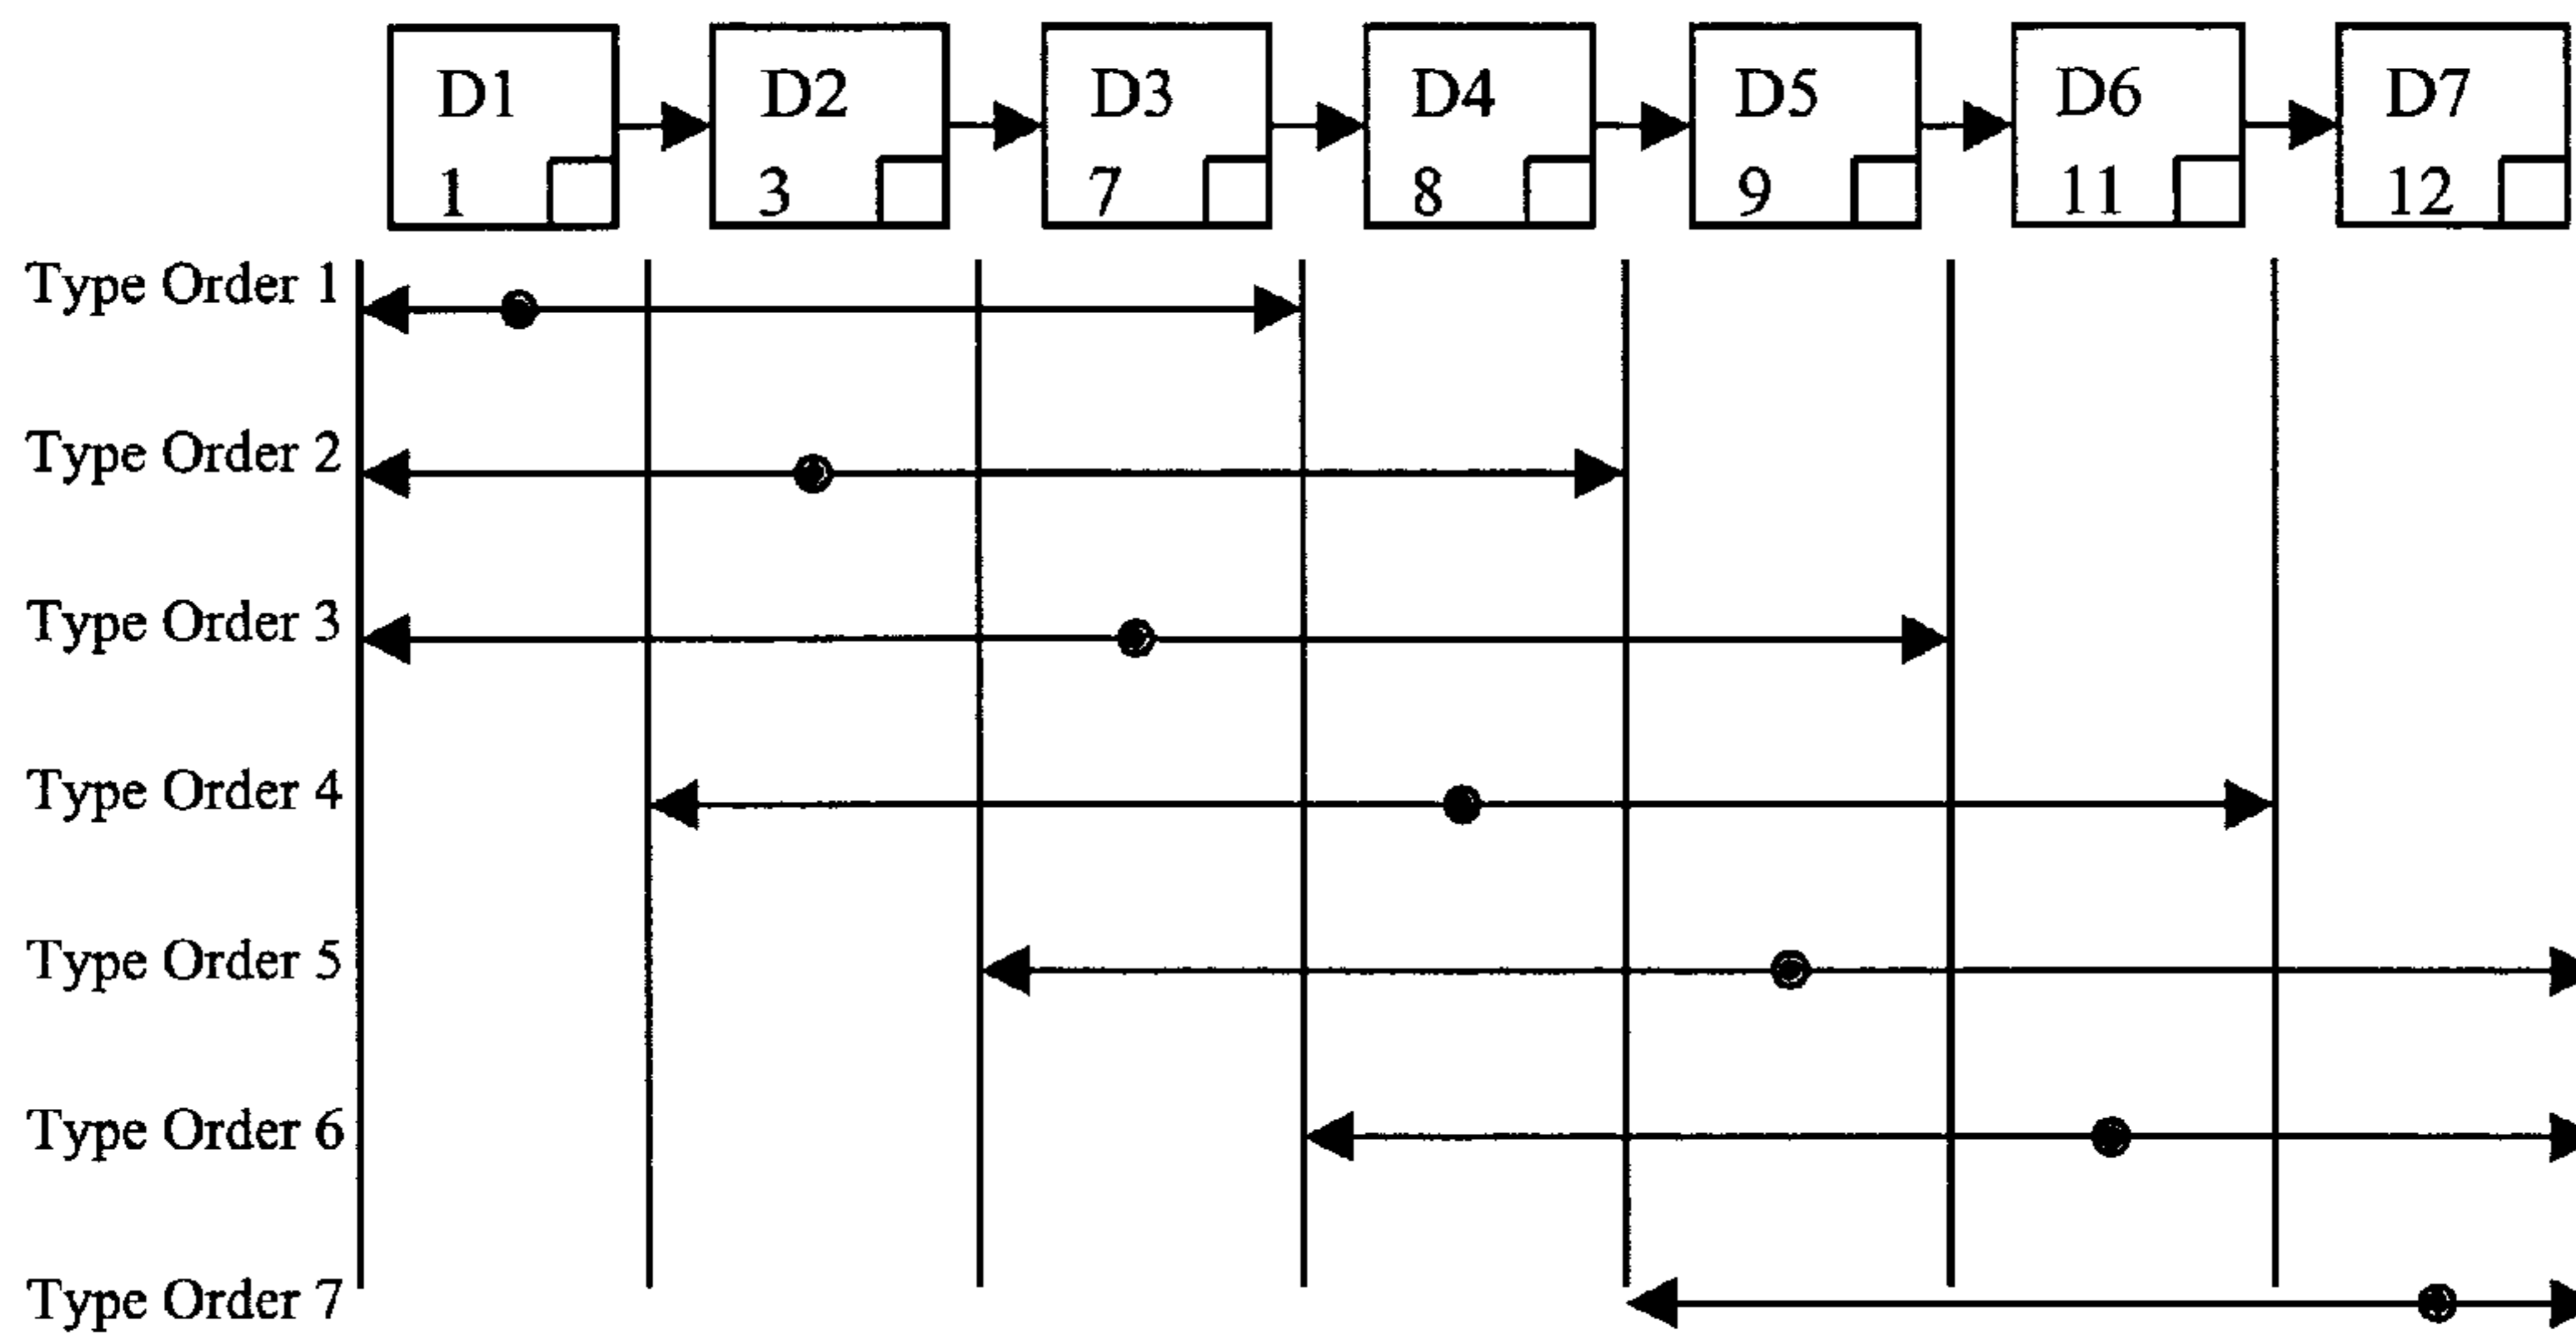 D1 D2 D3 D4 D5 D6 D7
1 3 7 8 9 11 12
Type Order 1
Type Order 2
Type Order 3
Type Order 4
Type Order 5
Type Order 6
Type Order 7